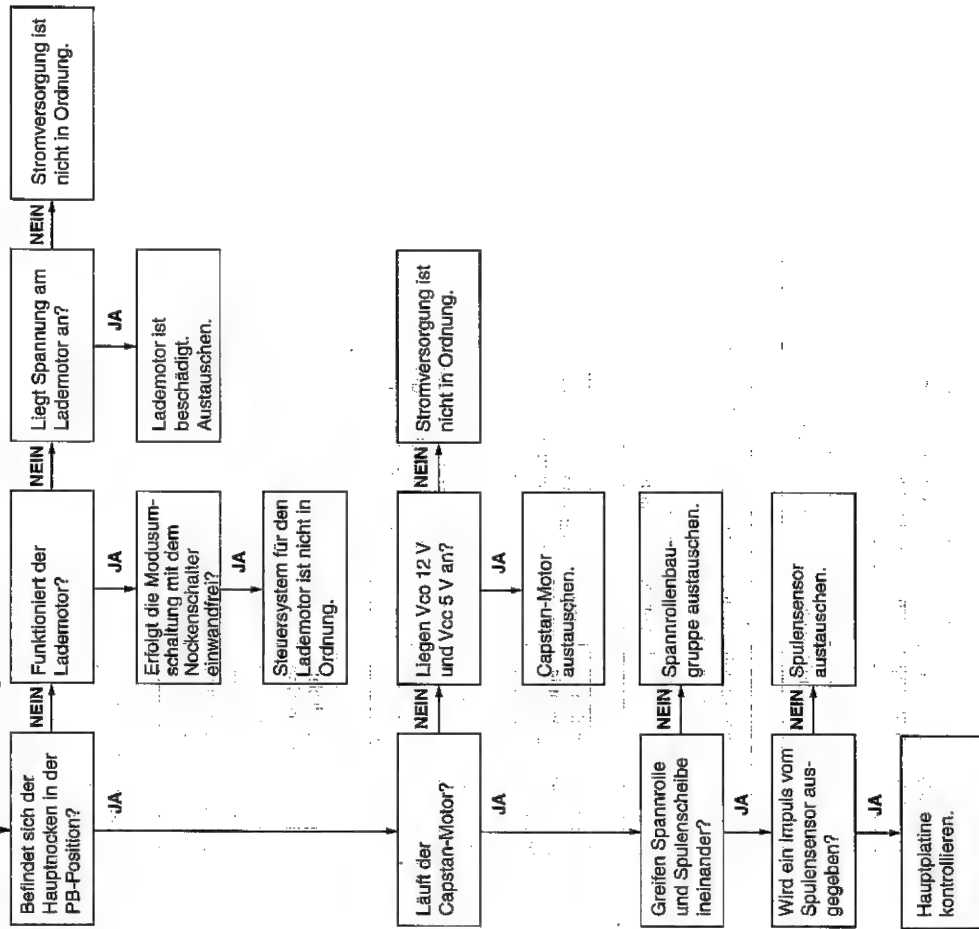 Befindet sich der
Hauptnocken in der
PB-Position?
NEIN
Funktioniert der
Lademotor?
NEIN
Liegt Spannung am
Lademotor an?
NEIN
Stromversorgung ist
nicht in Ordnung.
JA
JA
JA
Erfolgt die Modusum-
schaltung mit dem
Nockenschalter
einwandfrei?
Lademotor ist
beschädigt.
Austauschen.
JA
Steuersystem für den
Lademotor ist nicht in
Ordnung.
Läuft der
Capstan-Motor?
NEIN
Liegen Vco 12 V
und Vcc 5 V an?
NEIN
Stromversorgung ist
nicht in Ordnung.
JA
JA
Capstan-Motor
austauschen.
Greifen Spannrolle
und Spulenscheibe
ineinander?
NEIN
Spannrollenbau-
gruppe austauschen.
JA
Wird ein Impuls vom
Spulensensor aus-
gegeben?
NEIN
Spulensensor
austauschen.
JA
Hauptplatine
kontrollieren.